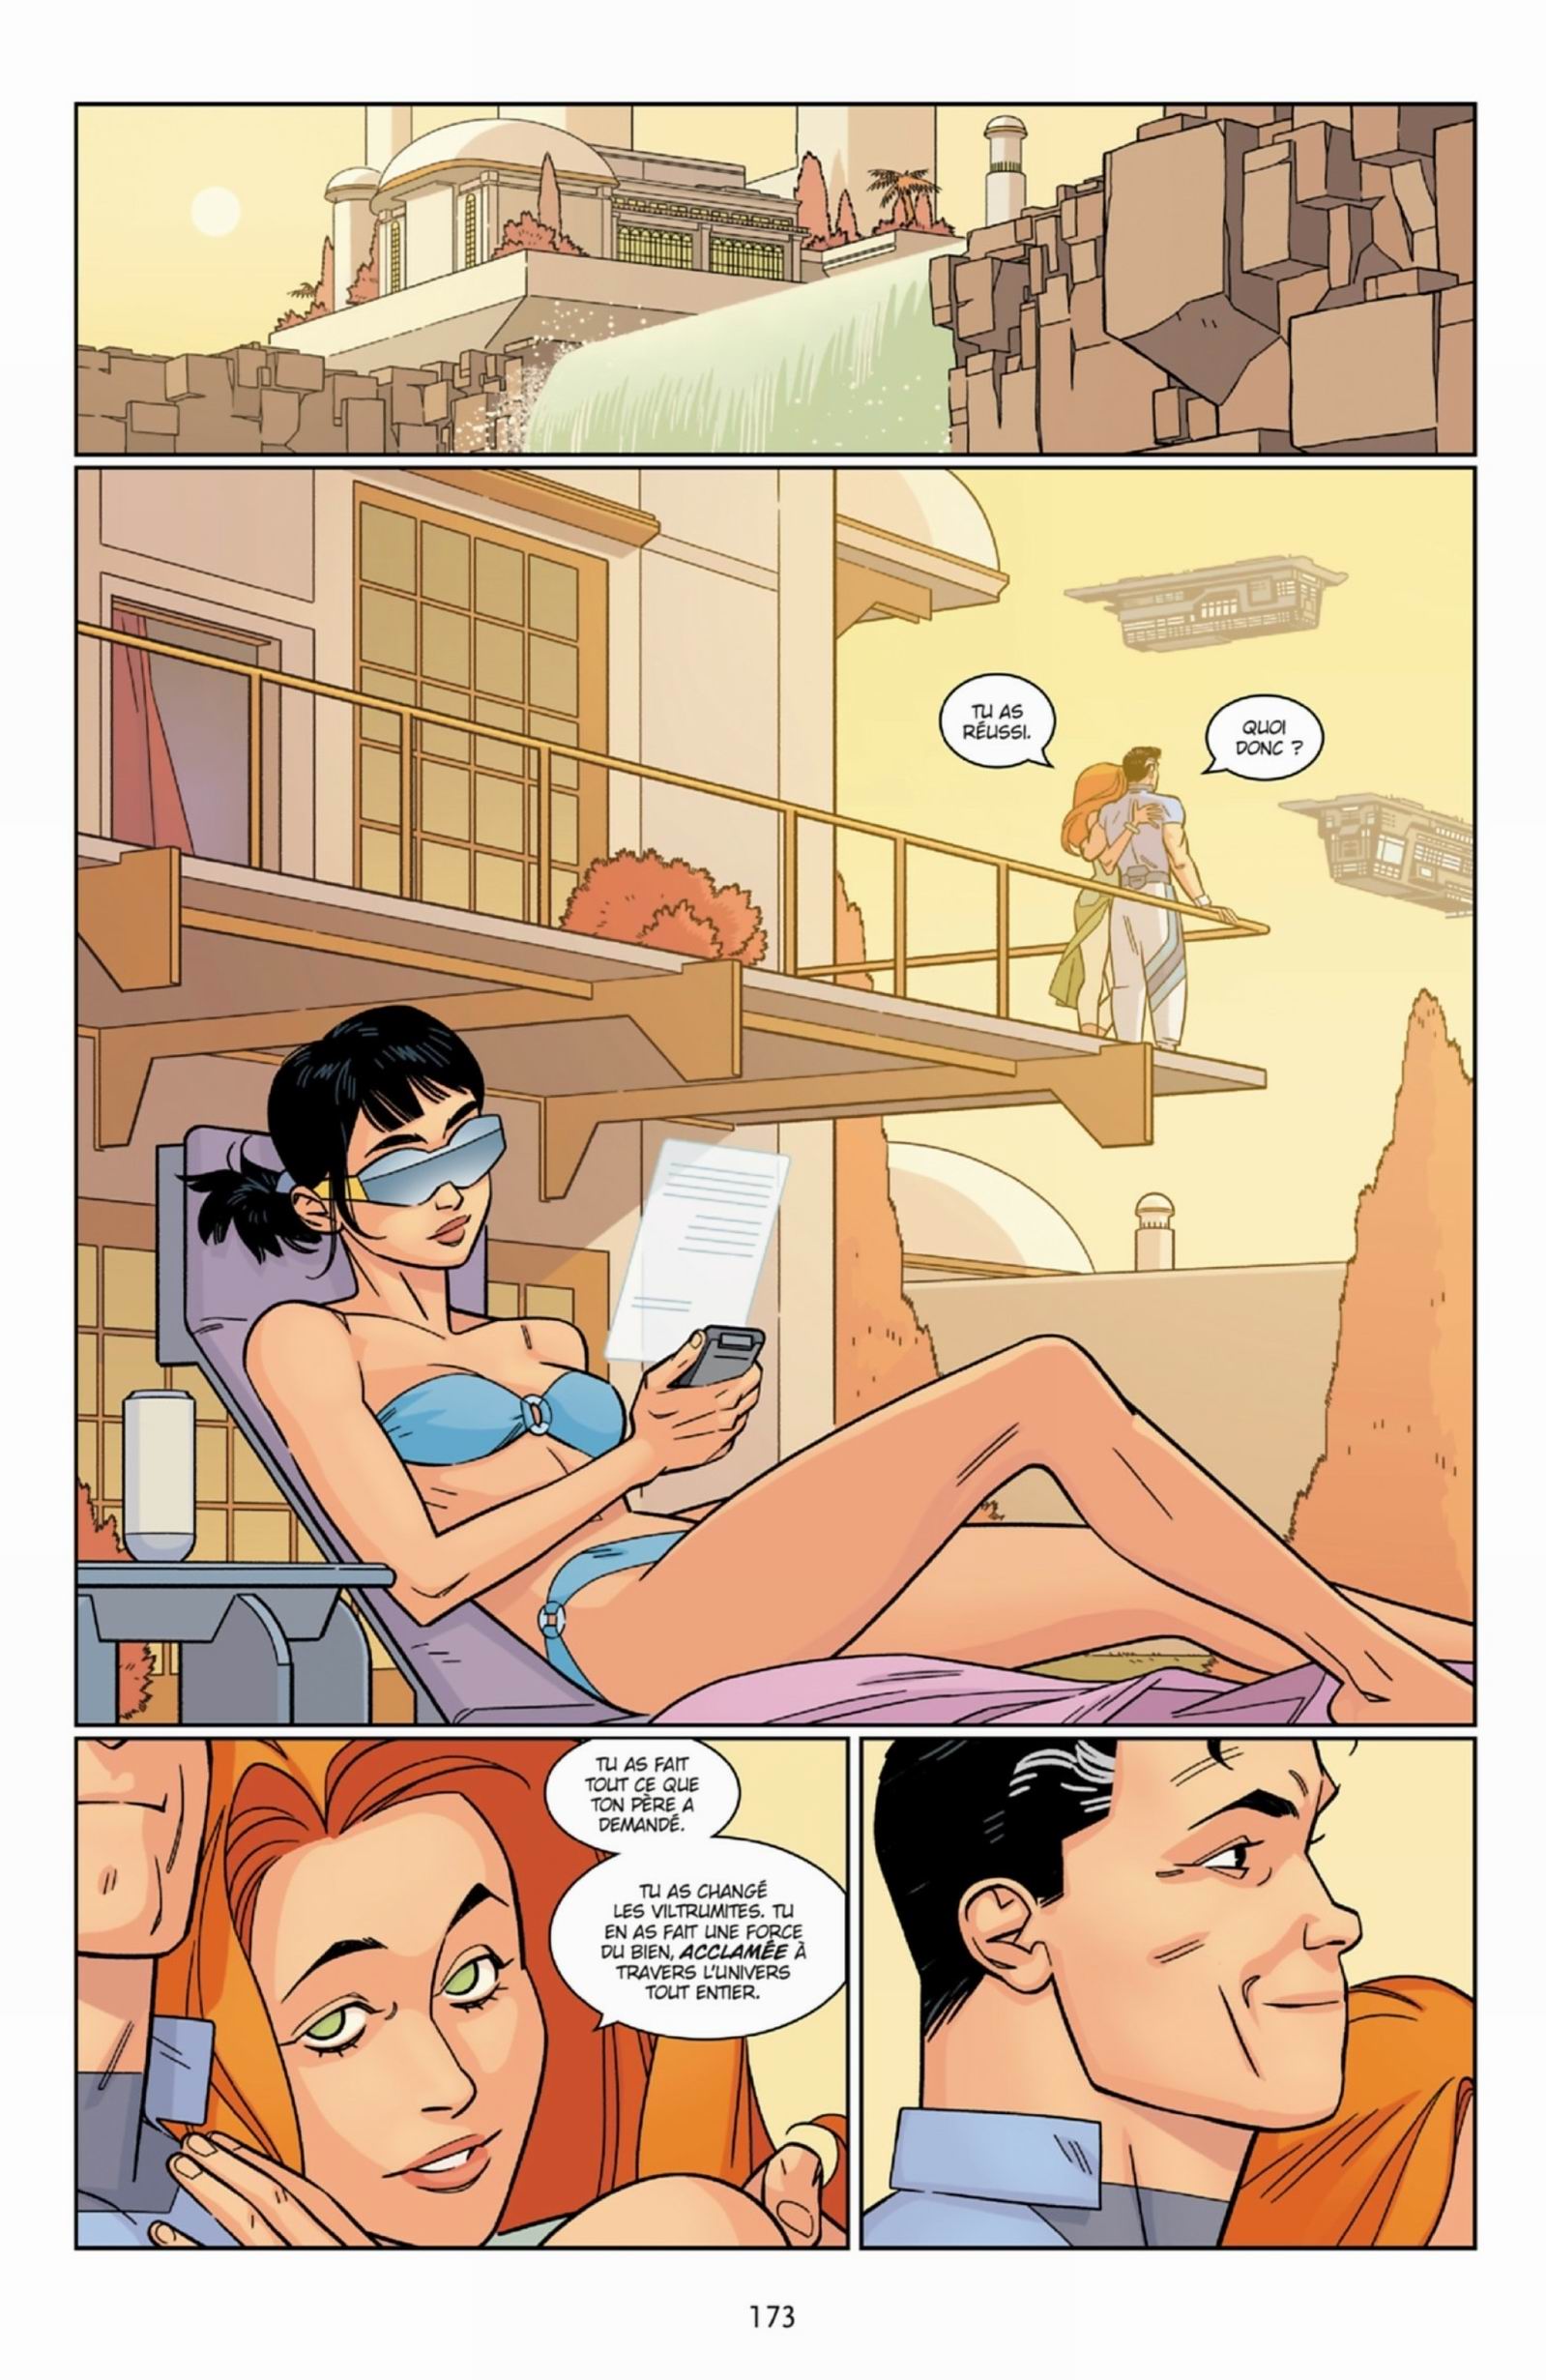 TU AS
RÉUSSI.
QUOI
DONC ?
TU AS FAIT
TOUT CE QUE
TON PÈRE A
DEMANDÉ.
TU AS CHANGÉ
LES VILTRUMITES. TU
EN AS FAIT UNE FORCE
DU BIEN, ACCLAMÉE À
TRAVERS L'UNIVERS
TOUT ENTIER.
173